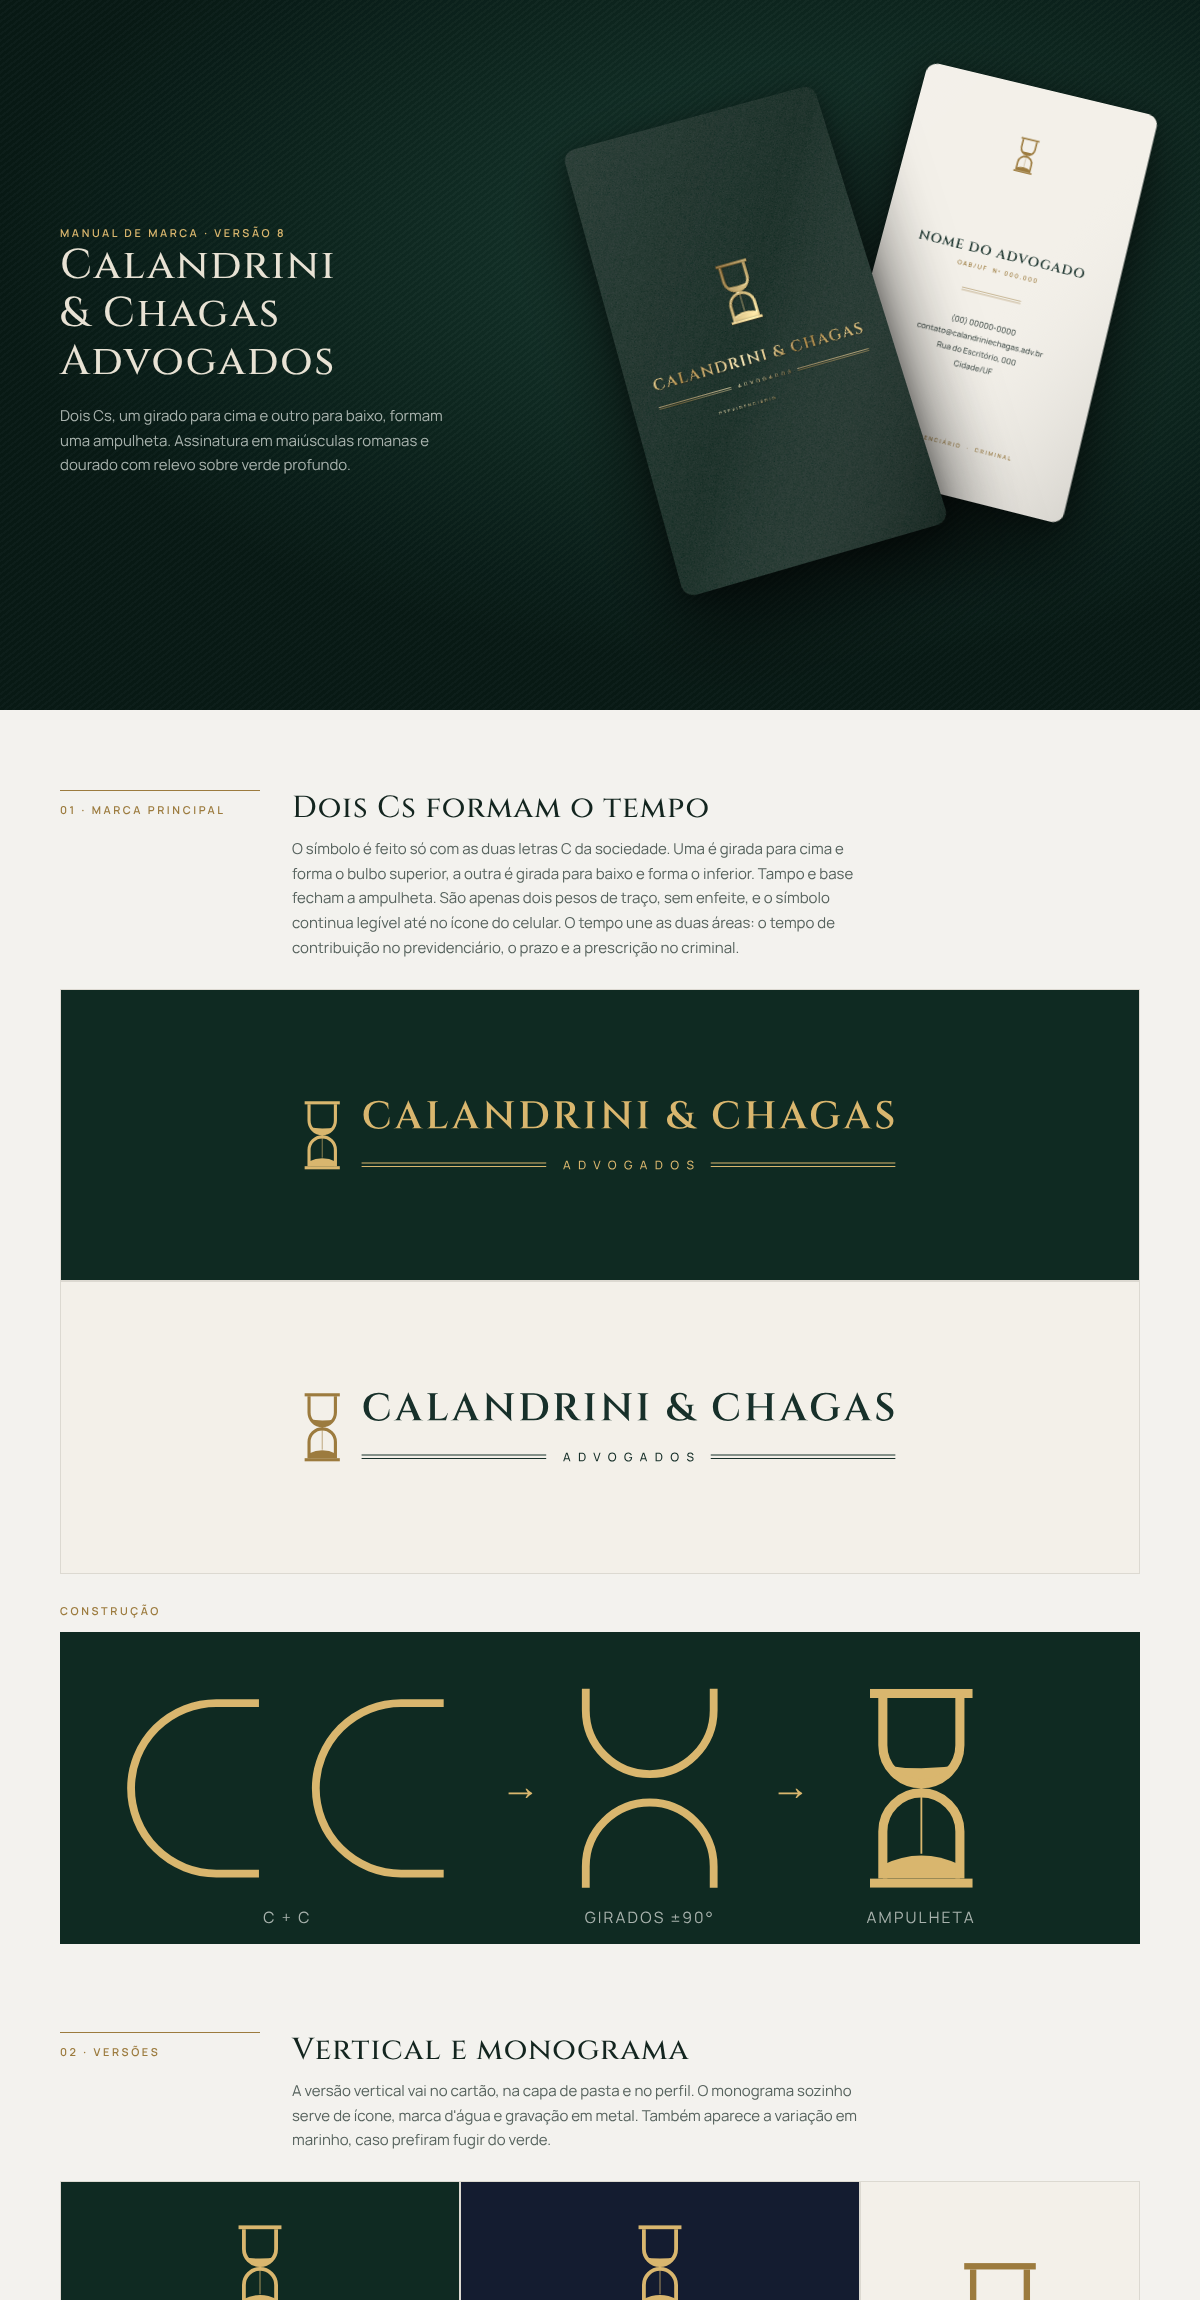 MANUAL DE MARCA · VERSÃO 8
CALANDRINI
& CHAGAS
ADVOGADOS
Dois Cs, um girado para cima e outro para baixo, formam
uma ampulheta. Assinatura em maiúsculas romanas e
dourado com relevo sobre verde profundo.
CALANDRINI & CHAGAS
ADVOGADOS
NOME DO ADVOGADO
OAB/UF Nº 000.000
(00) 00000-0000
contato@calandriniechagas.adv.br
Rua do Escritório, 000
Cidade/UF
· CRIMINAL
01 · MARCA PRINCIPAL
DOIS CS FORMAM O TEMPO
O símbolo é feito só com as duas letras C da sociedade. Uma é girada para cima e
forma o bulbo superior, a outra é girada para baixo e forma o inferior. Tampo e base
fecham a ampulheta. São apenas dois pesos de traço, sem enfeite, e o símbolo
continua legível até no ícone do celular. O tempo une as duas áreas: o tempo de
contribuição no previdenciário, o prazo e a prescrição no criminal.
CALANDRINI & CHAGAS
ADVOGADOS
CALANDRINI & CHAGAS
ADVOGADOS
CONSTRUÇÃO
→ →
C + C
GIRADOS ±90°
AMPULHETA
02 · VERSÕES
VERTICAL E MONOGRAMA
A versão vertical vai no cartão, na capa de pasta e no perfil. O monograma sozinho
serve de ícone, marca d'água e gravação em metal. Também aparece a variação em
marinho, caso prefiram fugir do verde.